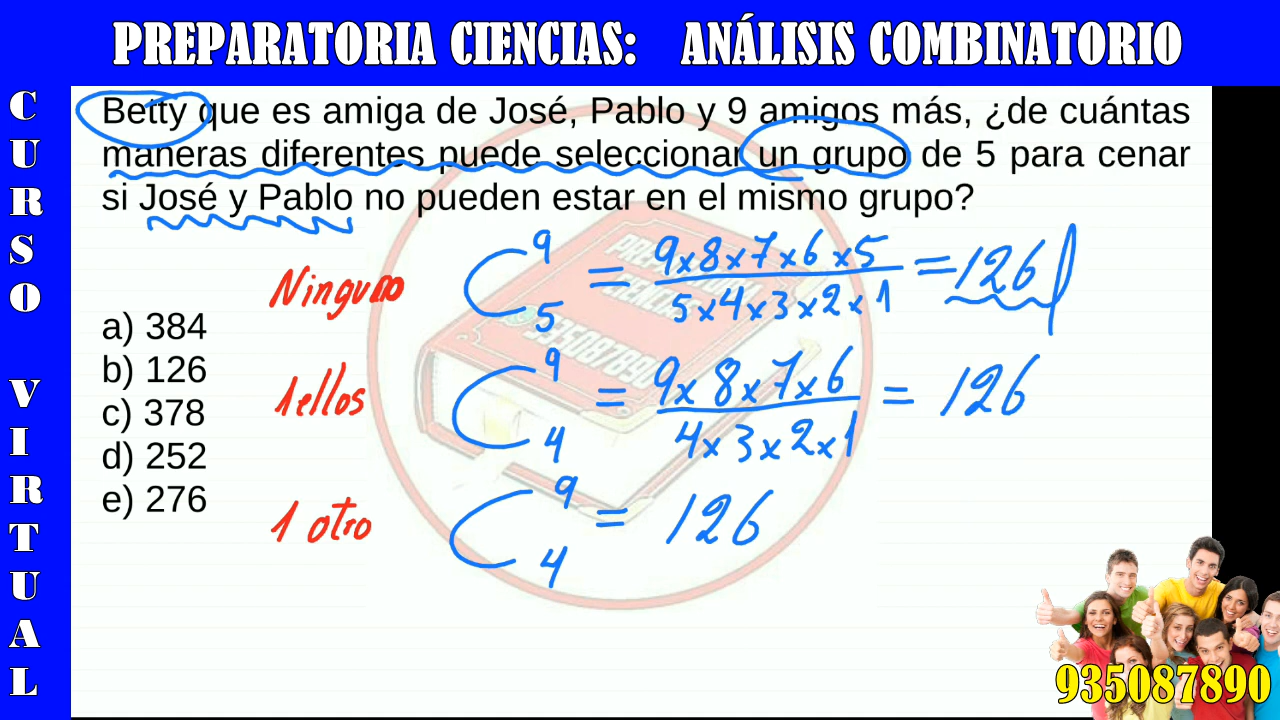 PREPARATORIA CIENCIAS: ANÁLISIS COMBINATORIO
CURSO VIRTUAL
Betty que es amiga de José, Pablo y 9 amigos más, ¿de cuántas
maneras diferentes puede seleccionar un grupo de 5 para cenar
si José y Pablo no pueden estar en el mismo grupo?
a) 384
b) 126
c) 378
d) 252
e) 276
Ninguno C 9 5 = 9x8x7x6x5 / 5x4x3x2x1 = 126
1 ellos C 9 4 = 9x8x7x6 / 4x3x2x1 = 126
1 otro C 9 4 = 126
PREPARATORIA
CIENCIAS
935087890
935087890